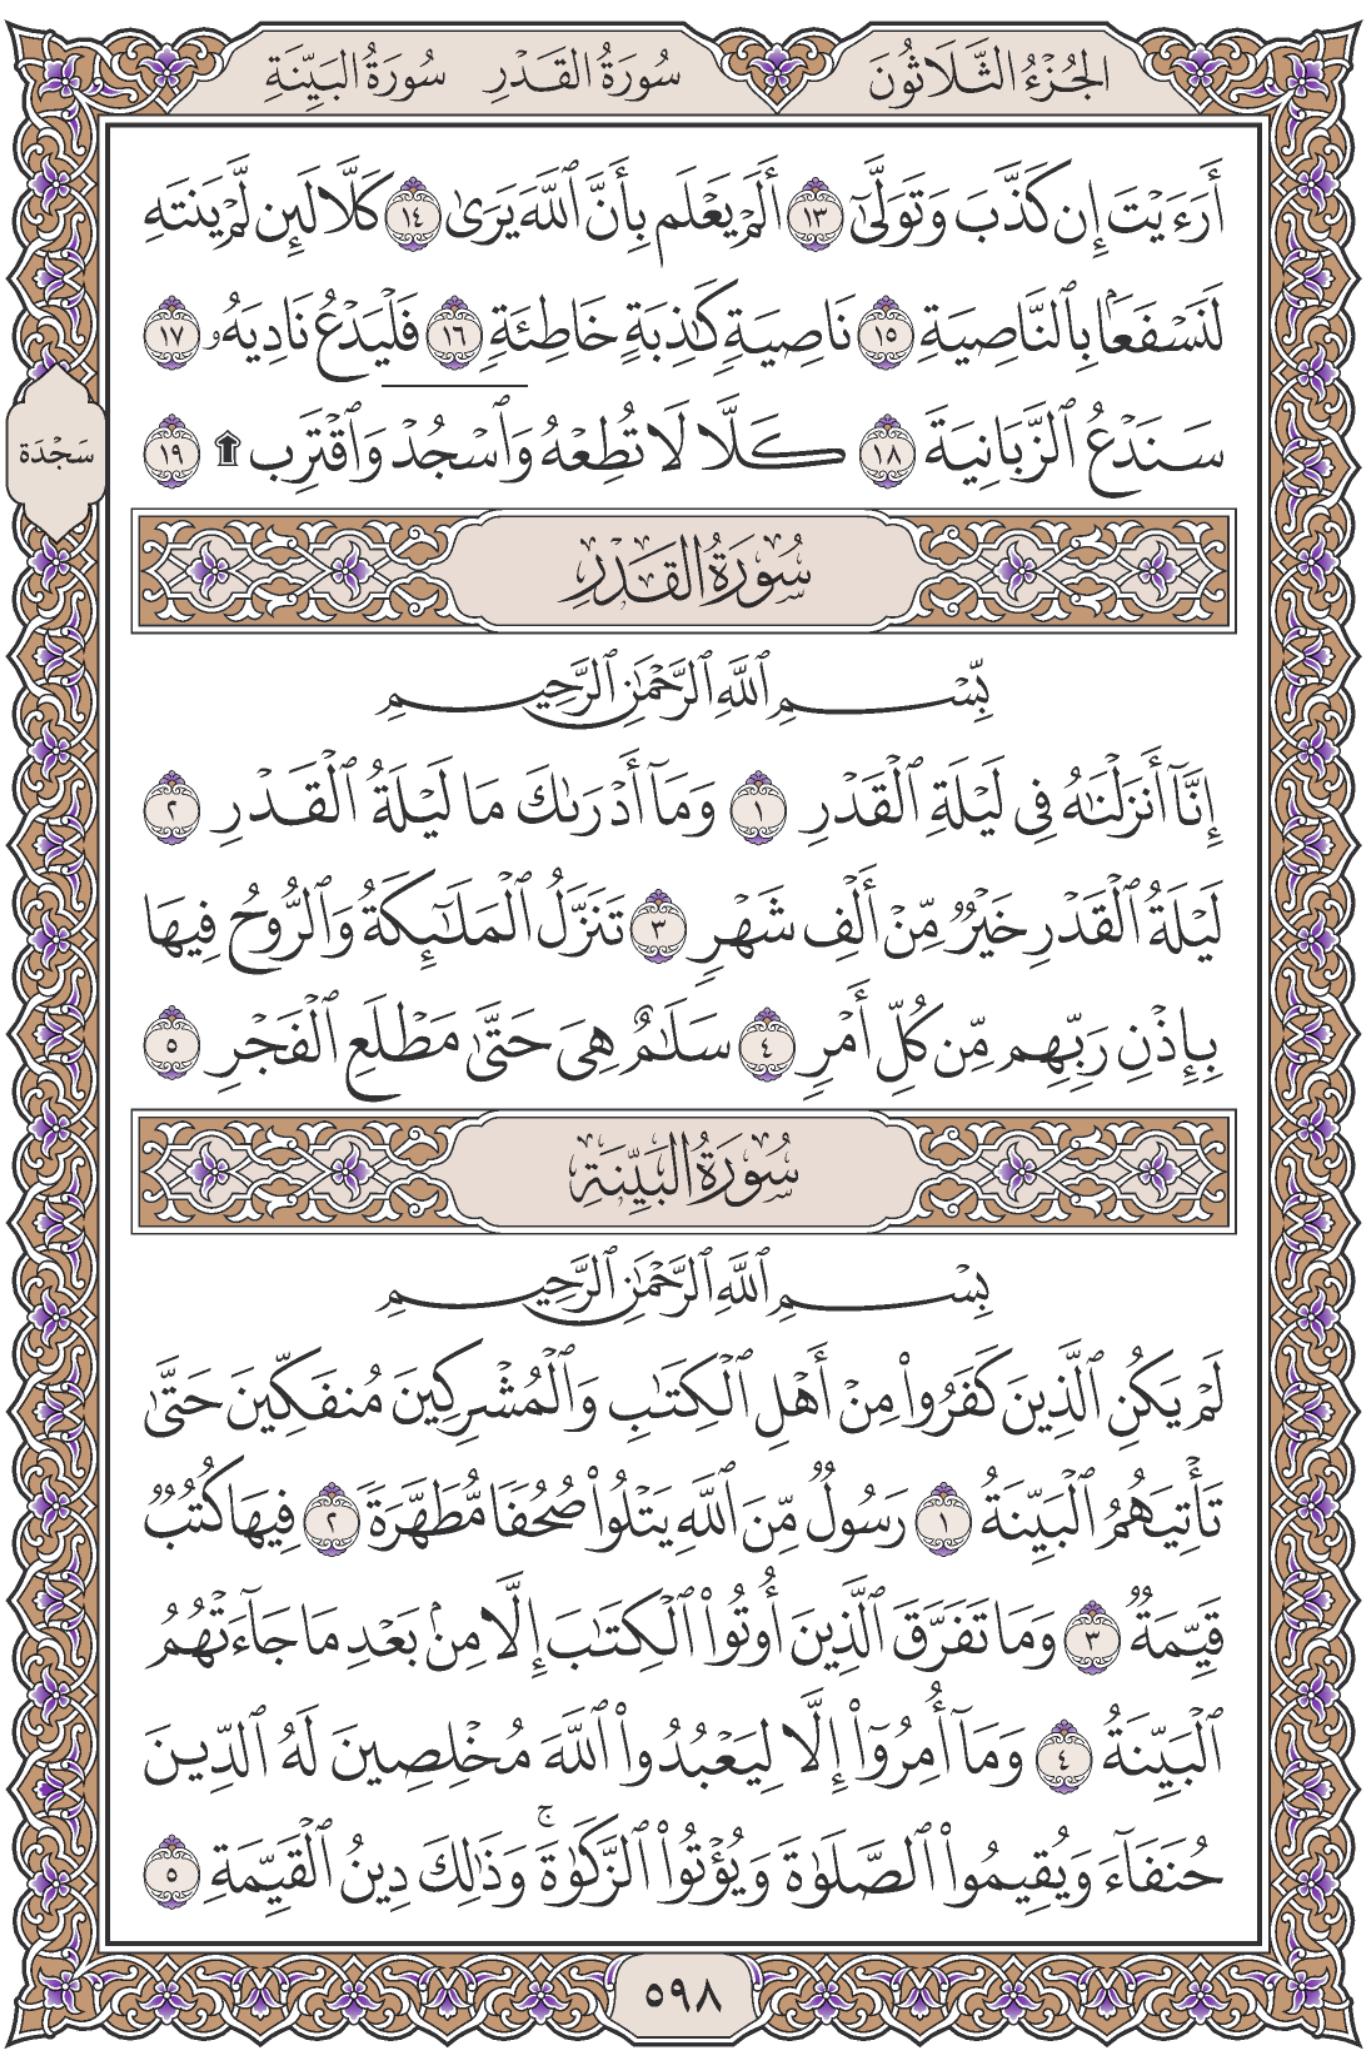 الجُزْءُ الثَّلَاثُونَ سُورَةُ القَدْرِ سُورَةُ البَيِّنَةِ
أَرَءَيْتَ إِن كَذَّبَ وَتَوَلَّىٰٓ ١٣ أَلَمْ يَعْلَم بِأَنَّ ٱللَّهَ يَرَىٰ ١٤ كَلَّا لَئِن لَّمْ يَنتَهِ
لَنَسْفَعَۢا بِٱلنَّاصِيَةِ ١٥ نَاصِيَةٍ كَٰذِبَةٍ خَاطِئَةٍ ١٦ فَلْيَدْعُ نَادِيَهُۥ ١٧
سَنَدْعُ ٱلزَّبَانِيَةَ ١٨ كَلَّا لَا تُطِعْهُ وَٱسْجُدْ وَٱقْتَرِب ۩ ١٩
سَجْدَة
سُورَةُ القَدْرِ
بِّسْمِ ٱللَّهِ ٱلرَّحْمَٰنِ ٱلرَّحِيمِ
إِنَّآ أَنزَلْنَٰهُ فِى لَيْلَةِ ٱلْقَدْرِ ١ وَمَآ أَدْرَىٰكَ مَا لَيْلَةُ ٱلْقَدْرِ ٢
لَيْلَةُ ٱلْقَدْرِ خَيْرٌ مِّنْ أَلْفِ شَهْرٍ ٣ تَنَزَّلُ ٱلْمَلَٰٓئِكَةُ وَٱلرُّوحُ فِيهَا
بِإِذْنِ رَبِّهِم مِّن كُلِّ أَمْرٍ ٤ سَلَٰمٌ هِىَ حَتَّىٰ مَطْلَعِ ٱلْفَجْرِ ٥
سُورَةُ البَيِّنَةِ
بِسْمِ ٱللَّهِ ٱلرَّحْمَٰنِ ٱلرَّحِيمِ
لَمْ يَكُنِ ٱلَّذِينَ كَفَرُوا۟ مِنْ أَهْلِ ٱلْكِتَٰبِ وَٱلْمُشْرِكِينَ مُنفَكِّينَ حَتَّىٰ
تَأْتِيَهُمُ ٱلْبَيِّنَةُ ١ رَسُولٌ مِّنَ ٱللَّهِ يَتْلُوا۟ صُحُفًا مُّطَهَّرَةً ٢ فِيهَا كُتُبٌ
قَيِّمَةٌ ٣ وَمَا تَفَرَّقَ ٱلَّذِينَ أُوتُوا۟ ٱلْكِتَٰبَ إِلَّا مِنۢ بَعْدِ مَا جَآءَتْهُمُ
ٱلْبَيِّنَةُ ٤ وَمَآ أُمِرُوٓا۟ إِلَّا لِيَعْبُدُوا۟ ٱللَّهَ مُخْلِصِينَ لَهُ ٱلدِّينَ
حُنَفَآءَ وَيُقِيمُوا۟ ٱلصَّلَوٰةَ وَيُؤْتُوا۟ ٱلزَّكَوٰةَ ۚ وَذَٰلِكَ دِينُ ٱلْقَيِّمَةِ ٥
٥٩٨